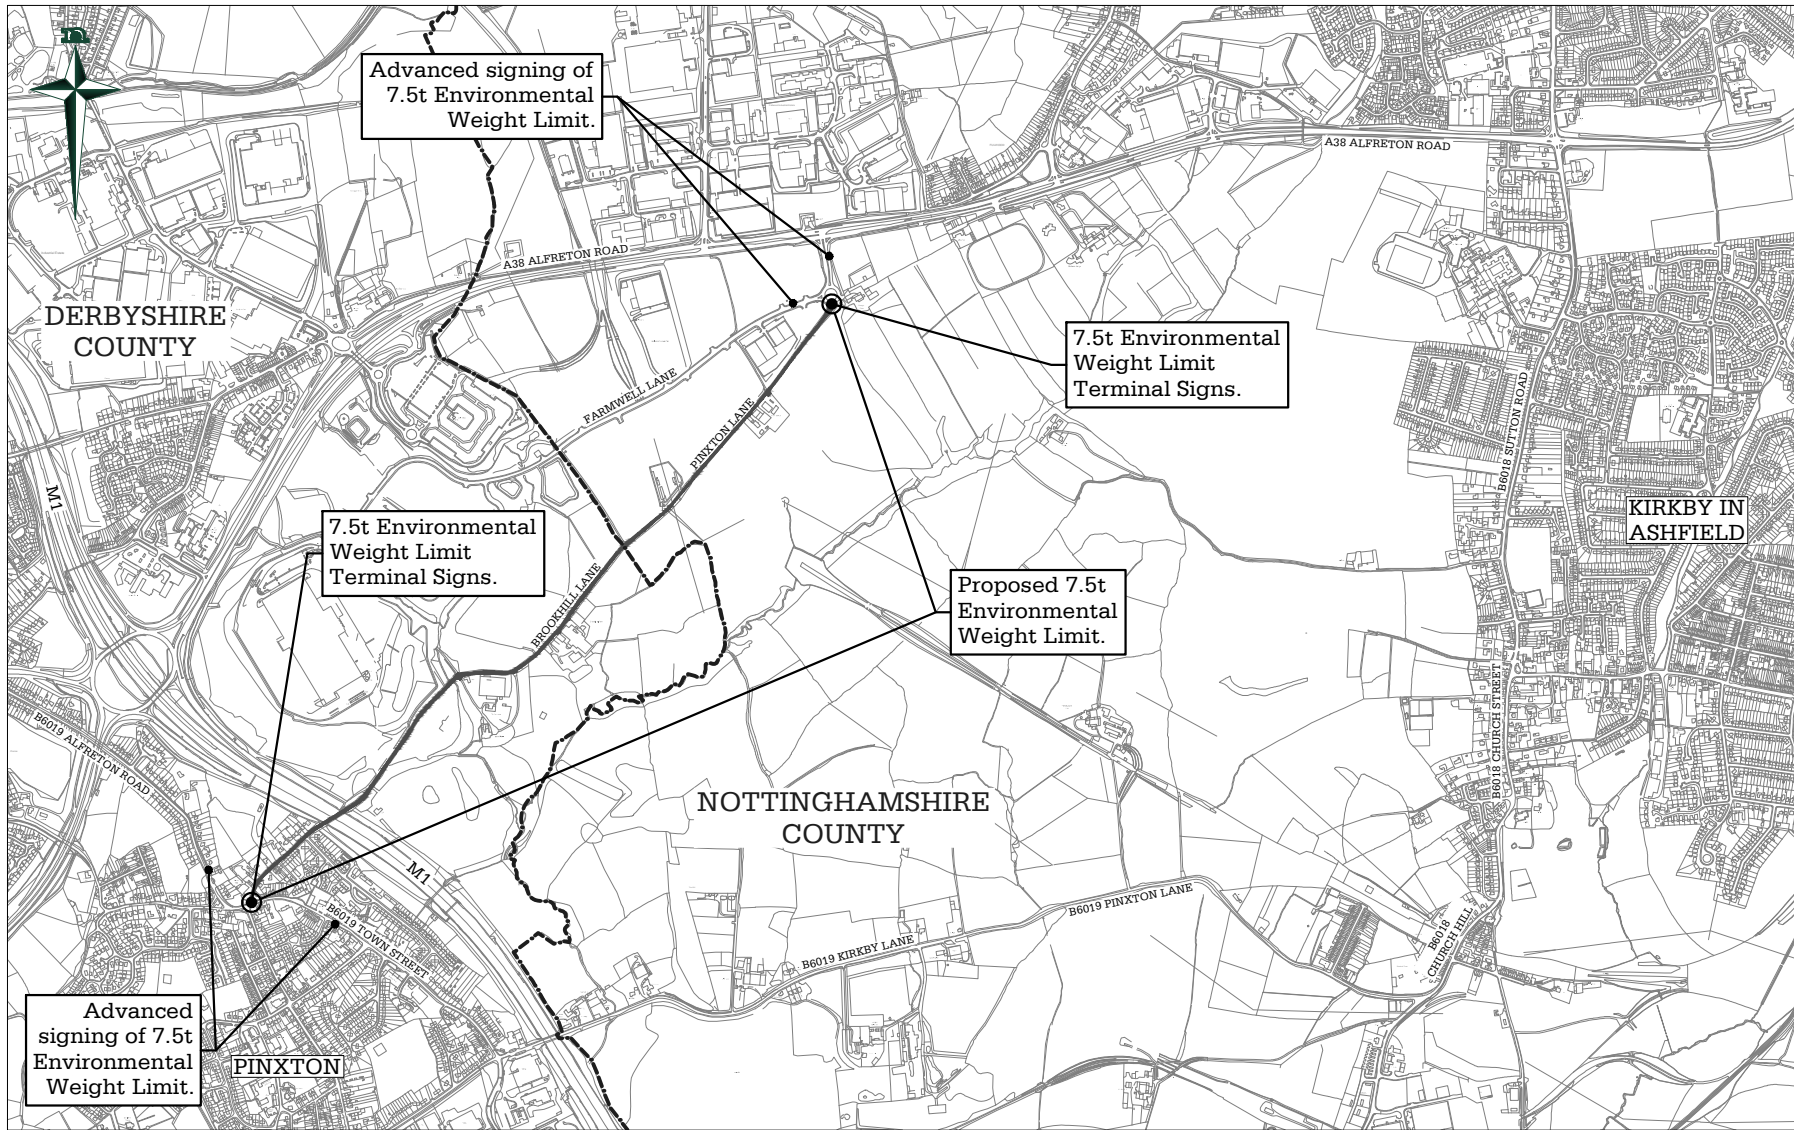 n
Advanced signing of
7.5t Environmental
Weight Limit.
A38 ALFRETON ROAD
A38 ALFRETON ROAD
DERBYSHIRE
COUNTY
7.5t Environmental
Weight Limit
Terminal Signs.
FARMWELL LANE
PINXTON LANE
B6018 SUTTON ROAD
M1
KIRKBY IN
ASHFIELD
7.5t Environmental
Weight Limit
Terminal Signs.
BROOKHILL LANE
Proposed 7.5t
Environmental
Weight Limit.
B6019 ALFRETON ROAD
B6018 CHURCH STREET
NOTTINGHAMSHIRE
COUNTY
M1
B6019 TOWN STREET
B6019 PINXTON LANE
B6019 KIRKBY LANE
B6018
CHURCH HILL
Advanced
signing of 7.5t
Environmental
Weight Limit.
PINXTON